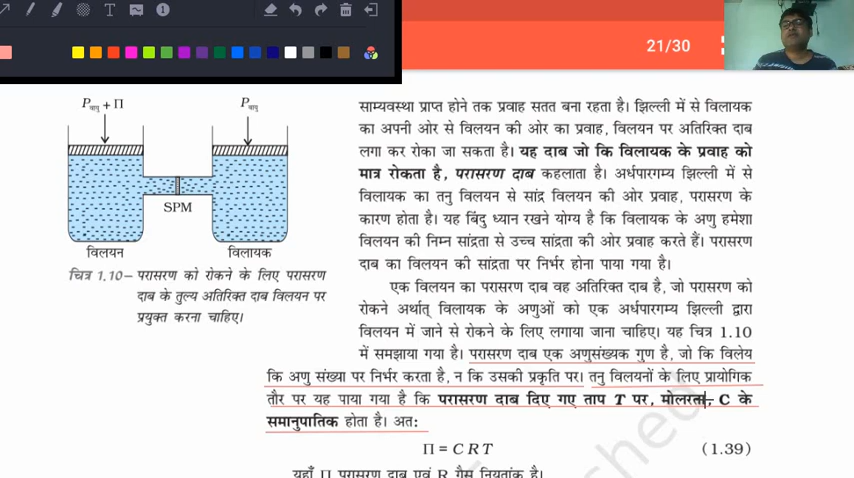 21/30
P वायु + Π
P वायु
SPM
विलयन
विलायक
चित्र 1.10– परासरण को रोकने के लिए परासरण
दाब के तुल्य अतिरिक्त दाब विलयन पर
प्रयुक्त करना चाहिए।
साम्यवस्था प्राप्त होने तक प्रवाह सतत बना रहता है। झिल्ली में से विलायक
का अपनी ओर से विलयन की ओर का प्रवाह, विलयन पर अतिरिक्त दाब
लगा कर रोका जा सकता है। यह दाब जो कि विलायक के प्रवाह को
मात्र रोकता है, परासरण दाब कहलाता है। अर्धपारगम्य झिल्ली में से
विलायक का तनु विलयन से सांद्र विलयन की ओर प्रवाह, परासरण के
कारण होता है। यह बिंदु ध्यान रखने योग्य है कि विलायक के अणु हमेशा
विलयन की निम्न सांद्रता से उच्च सांद्रता की ओर प्रवाह करते हैं। परासरण
दाब का विलयन की सांद्रता पर निर्भर होना पाया गया है।
एक विलयन का परासरण दाब वह अतिरिक्त दाब है, जो परासरण को
रोकने अर्थात् विलायक के अणुओं को एक अर्धपारगम्य झिल्ली द्वारा
विलयन में जाने से रोकने के लिए लगाया जाना चाहिए। यह चित्र 1.10
में समझाया गया है। परासरण दाब एक अणुसंख्यक गुण है, जो कि विलेय
कि अणु संख्या पर निर्भर करता है, न कि उसकी प्रकृति पर। तनु विलयनों के लिए प्रायोगिक
तौर पर यह पाया गया है कि परासरण दाब दिए गए ताप T पर, मोलरता, C के
समानुपातिक होता है। अत:
Π = C R T (1.39)
यहाँ Π परासरण दाब एवं R गैस नियतांक है।